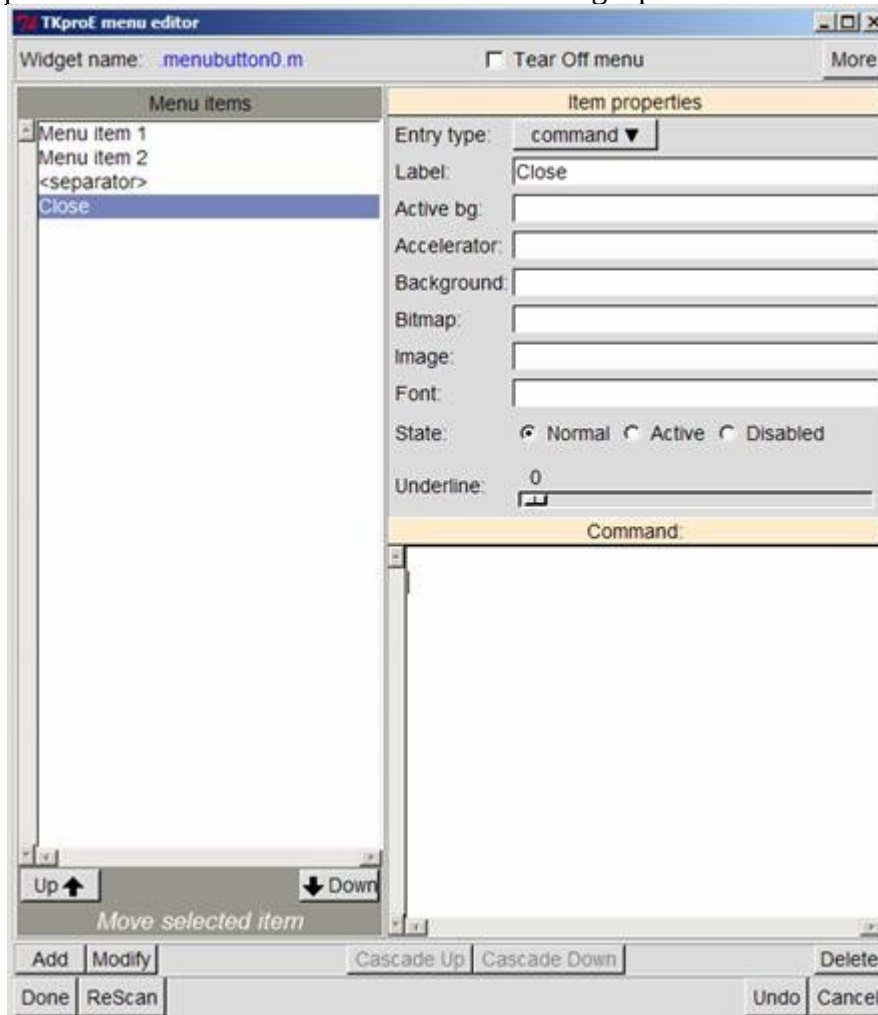 TKproE menu editor
Widget name: .menubutton0.m Tear Off menu More
Menu items
Menu item 1
Menu item 2
<separator>
Close
Up Down
Move selected item
Item properties
Entry type: command ▼
Label: Close
Active bg:
Accelerator:
Background:
Bitmap:
Image:
Font:
State: Normal Active Disabled
Underline: 0
Command:
Add Modify Cascade Up Cascade Down Delete
Done ReScan Undo Cancel